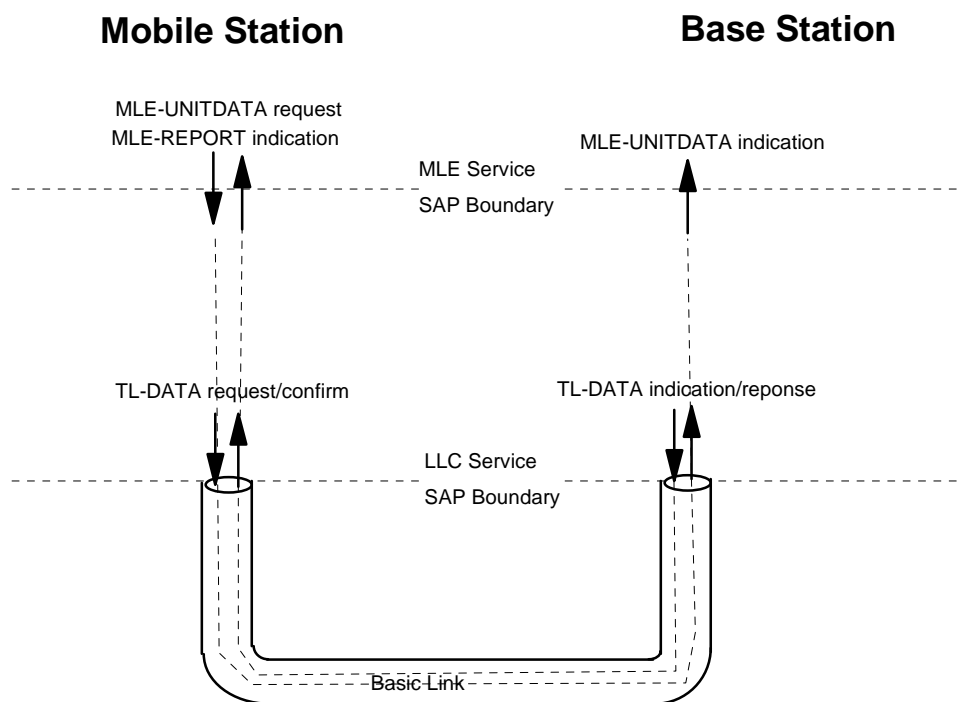 Mobile Station
Base Station
MLE-UNITDATA request
MLE-REPORT indication
MLE-UNITDATA indication
MLE Service
SAP Boundary
TL-DATA request/confirm
TL-DATA indication/reponse
LLC Service
SAP Boundary
Basic Link